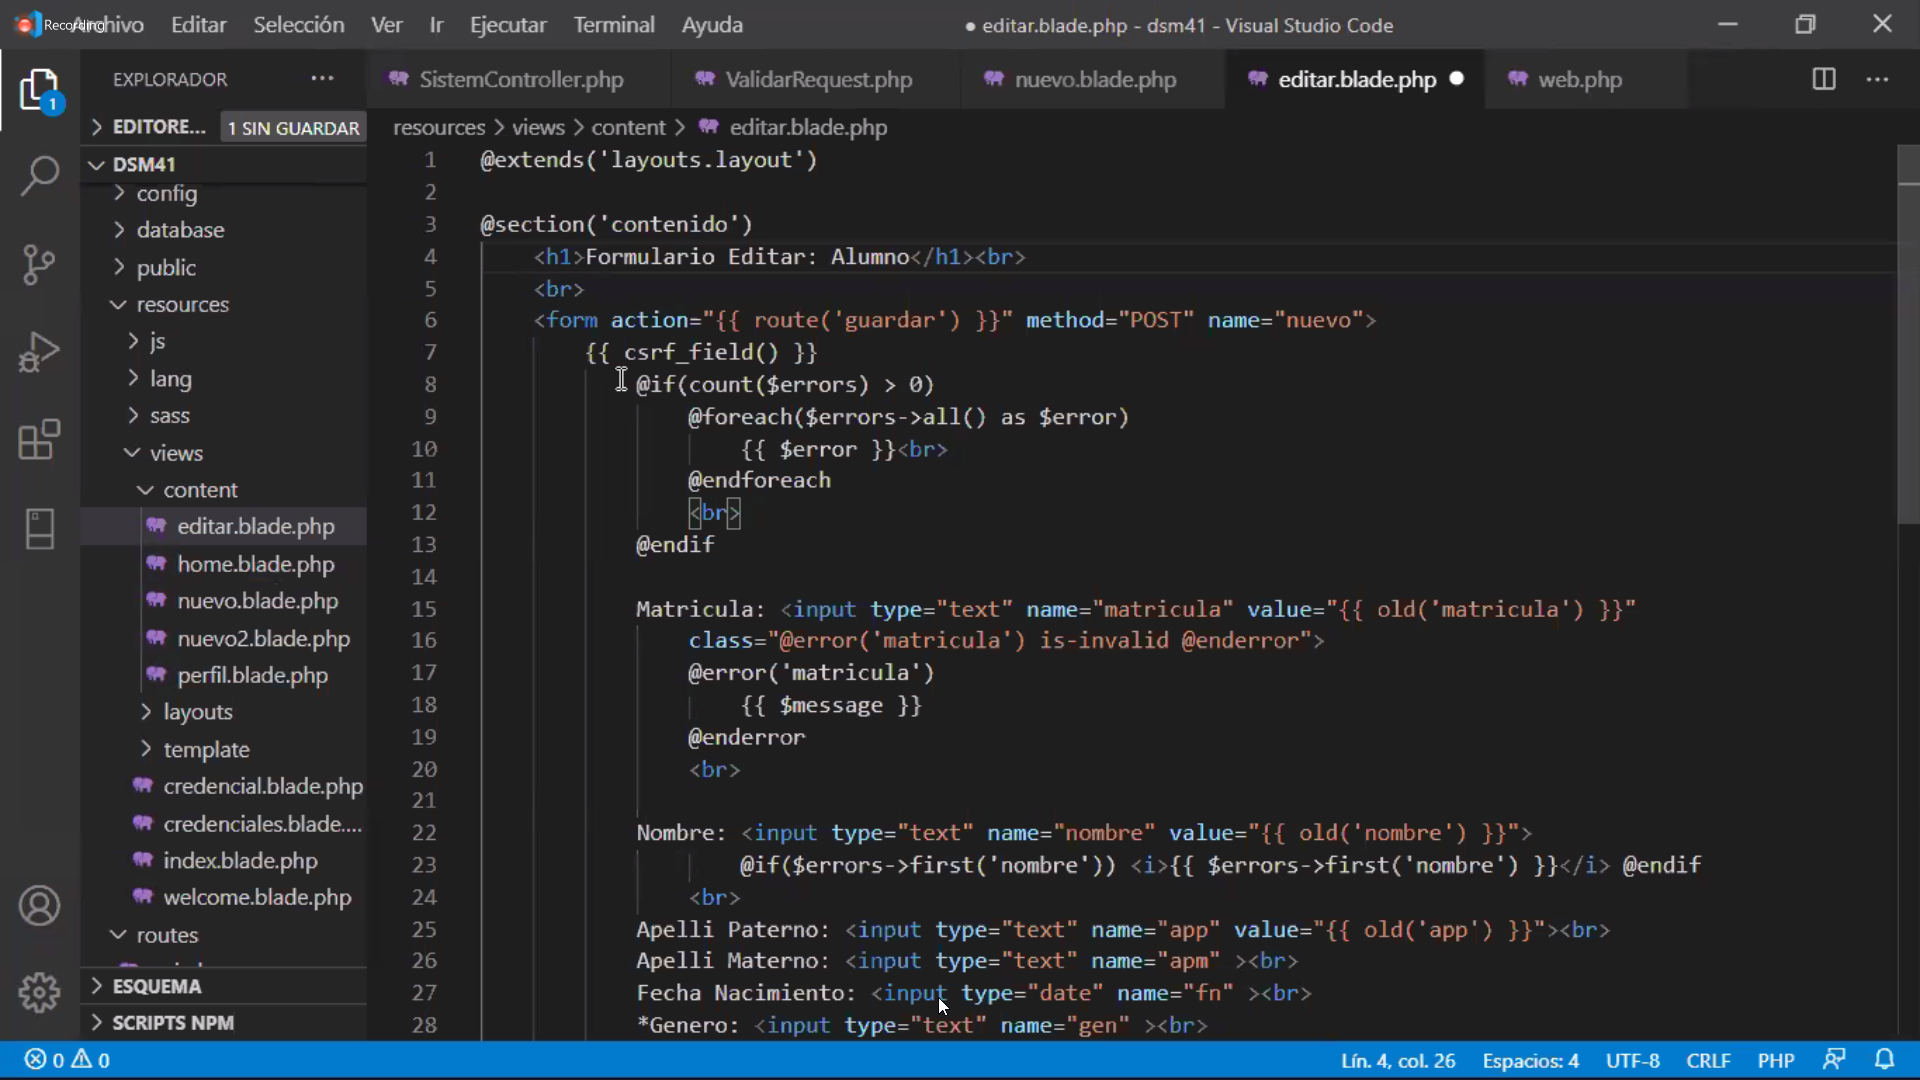 Recording
Archivo Editar Selección Ver Ir Ejecutar Terminal Ayuda
● editar.blade.php - dsm41 - Visual Studio Code
EXPLORADOR ···
SistemController.php ValidarRequest.php nuevo.blade.php editar.blade.php ● web.php ···
1
EDITORE... 1 SIN GUARDAR
resources > views > content > editar.blade.php
DSM41
config
database
public
resources
js
lang
sass
views
content
editar.blade.php
home.blade.php
nuevo.blade.php
nuevo2.blade.php
perfil.blade.php
layouts
template
credencial.blade.php
credenciales.blade....
index.blade.php
welcome.blade.php
routes
ESQUEMA
SCRIPTS NPM
1 @extends('layouts.layout')
2
3 @section('contenido')
4 <h1>Formulario Editar: Alumno</h1><br>
5 <br>
6 <form action="{{ route('guardar') }}" method="POST" name="nuevo">
7 {{ csrf_field() }}
8 @if(count($errors) > 0)
9 @foreach($errors->all() as $error)
10 {{ $error }}<br>
11 @endforeach
12 <br>
13 @endif
14
15 Matricula: <input type="text" name="matricula" value="{{ old('matricula') }}"
16 class="@error('matricula') is-invalid @enderror">
17 @error('matricula')
18 {{ $message }}
19 @enderror
20 <br>
21
22 Nombre: <input type="text" name="nombre" value="{{ old('nombre') }}">
23 @if($errors->first('nombre')) <i>{{ $errors->first('nombre') }}</i> @endif
24 <br>
25 Apelli Paterno: <input type="text" name="app" value="{{ old('app') }}"><br>
26 Apelli Materno: <input type="text" name="apm" ><br>
27 Fecha Nacimiento: <input type="date" name="fn" ><br>
28 *Genero: <input type="text" name="gen" ><br>
0 0 Lín. 4, col. 26 Espacios: 4 UTF-8 CRLF PHP